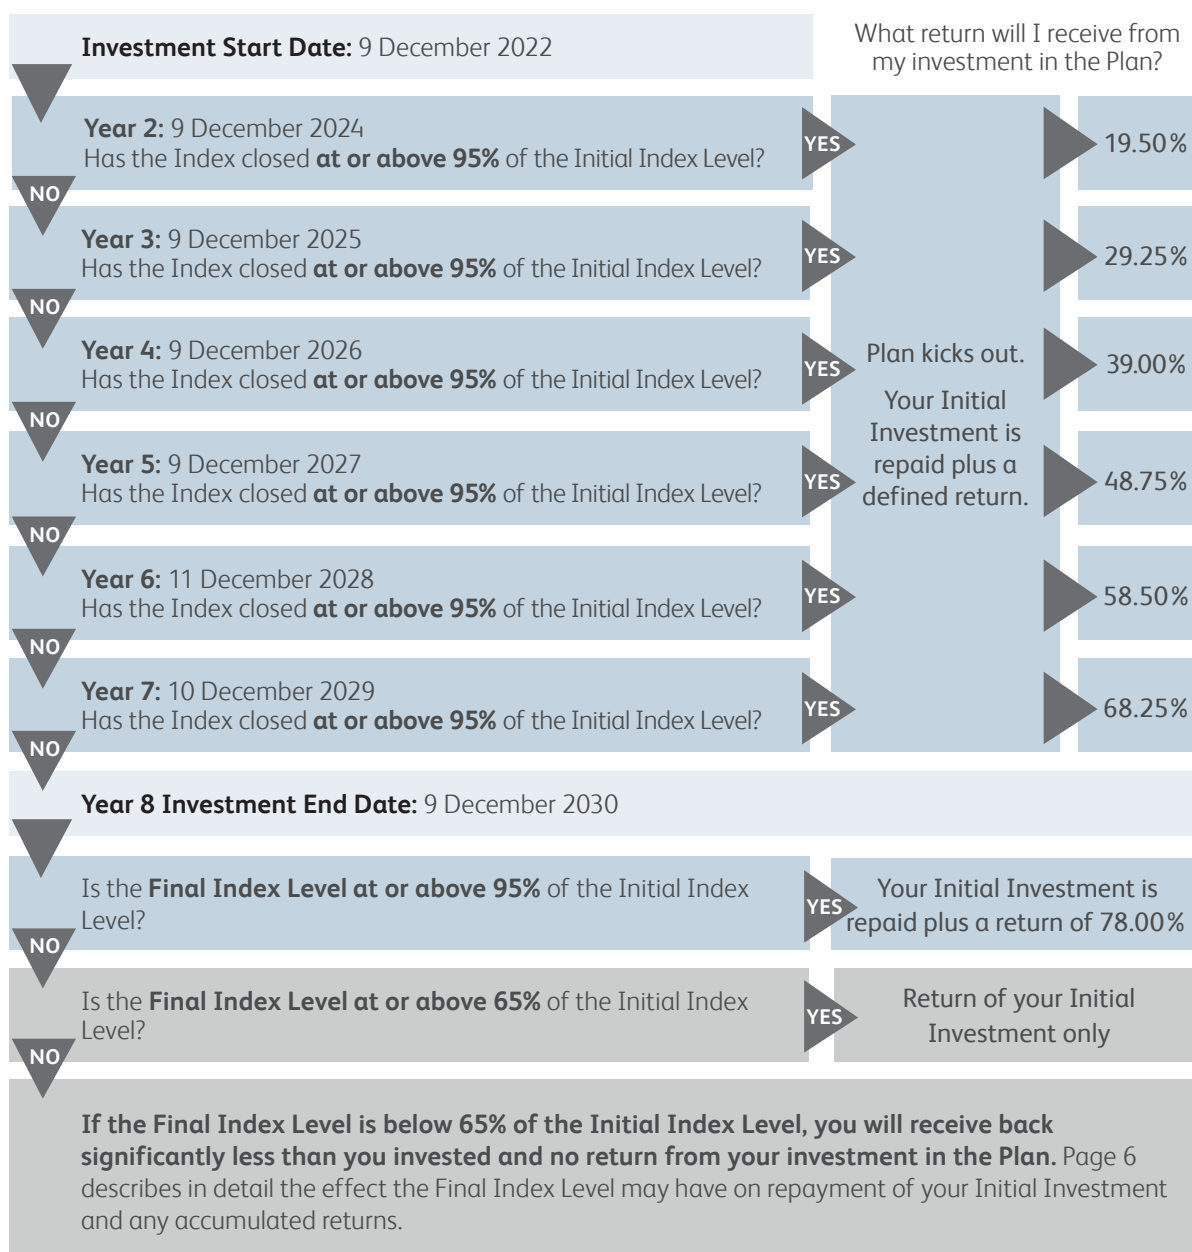 Investment Start Date: 9 December 2022
What return will I receive from
my investment in the Plan?
Year 2: 9 December 2024
Has the Index closed at or above 95% of the Initial Index Level?
YES
19.50%
NO
Year 3: 9 December 2025
Has the Index closed at or above 95% of the Initial Index Level?
YES
29.25%
NO
Year 4: 9 December 2026
Has the Index closed at or above 95% of the Initial Index Level?
YES
Plan kicks out.
Your Initial
Investment is
repaid plus a
defined return.
39.00%
NO
Year 5: 9 December 2027
Has the Index closed at or above 95% of the Initial Index Level?
YES
48.75%
NO
Year 6: 11 December 2028
Has the Index closed at or above 95% of the Initial Index Level?
YES
58.50%
NO
Year 7: 10 December 2029
Has the Index closed at or above 95% of the Initial Index Level?
YES
68.25%
NO
Year 8 Investment End Date: 9 December 2030
Is the Final Index Level at or above 95% of the Initial Index
Level?
YES
Your Initial Investment is
repaid plus a return of 78.00%
NO
Is the Final Index Level at or above 65% of the Initial Index
Level?
YES
Return of your Initial
Investment only
NO
If the Final Index Level is below 65% of the Initial Index Level, you will receive back
significantly less than you invested and no return from your investment in the Plan. Page 6
describes in detail the effect the Final Index Level may have on repayment of your Initial Investment
and any accumulated returns.